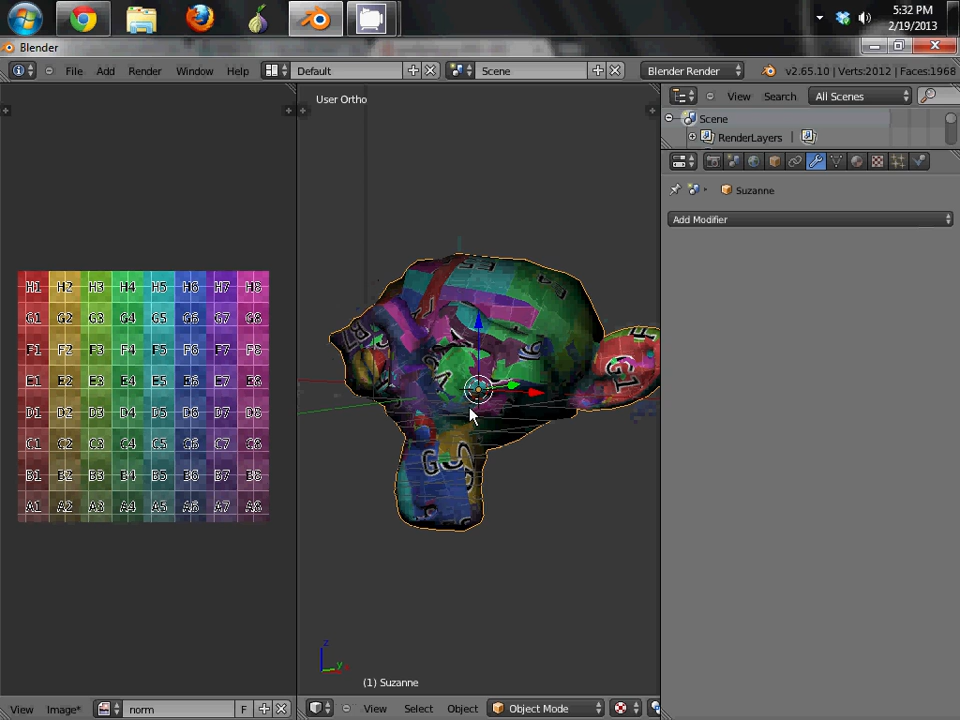 5:32 PM
2/19/2013
Blender
File Add Render Window Help Default Scene Blender Render v2.65.10 | Verts:2012 | Faces:1968
User Ortho
View Search All Scenes
Scene
RenderLayers
Suzanne
Add Modifier
H1 H2 H3 H4 H5 H6 H7 H8
G1 G2 G3 G4 G5 G6 G7 G8
F1 F2 F3 F4 F5 F6 F7 F8
E1 E2 E3 E4 E5 E6 E7 E8
D1 D2 D3 D4 D5 D6 D7 D8
C1 C2 C3 C4 C5 C6 C7 C8
B1 B2 B3 B4 B5 B6 B7 B8
A1 A2 A3 A4 A5 A6 A7 A8
G1
z
y
(1) Suzanne
View Image* norm F View Select Object Object Mode